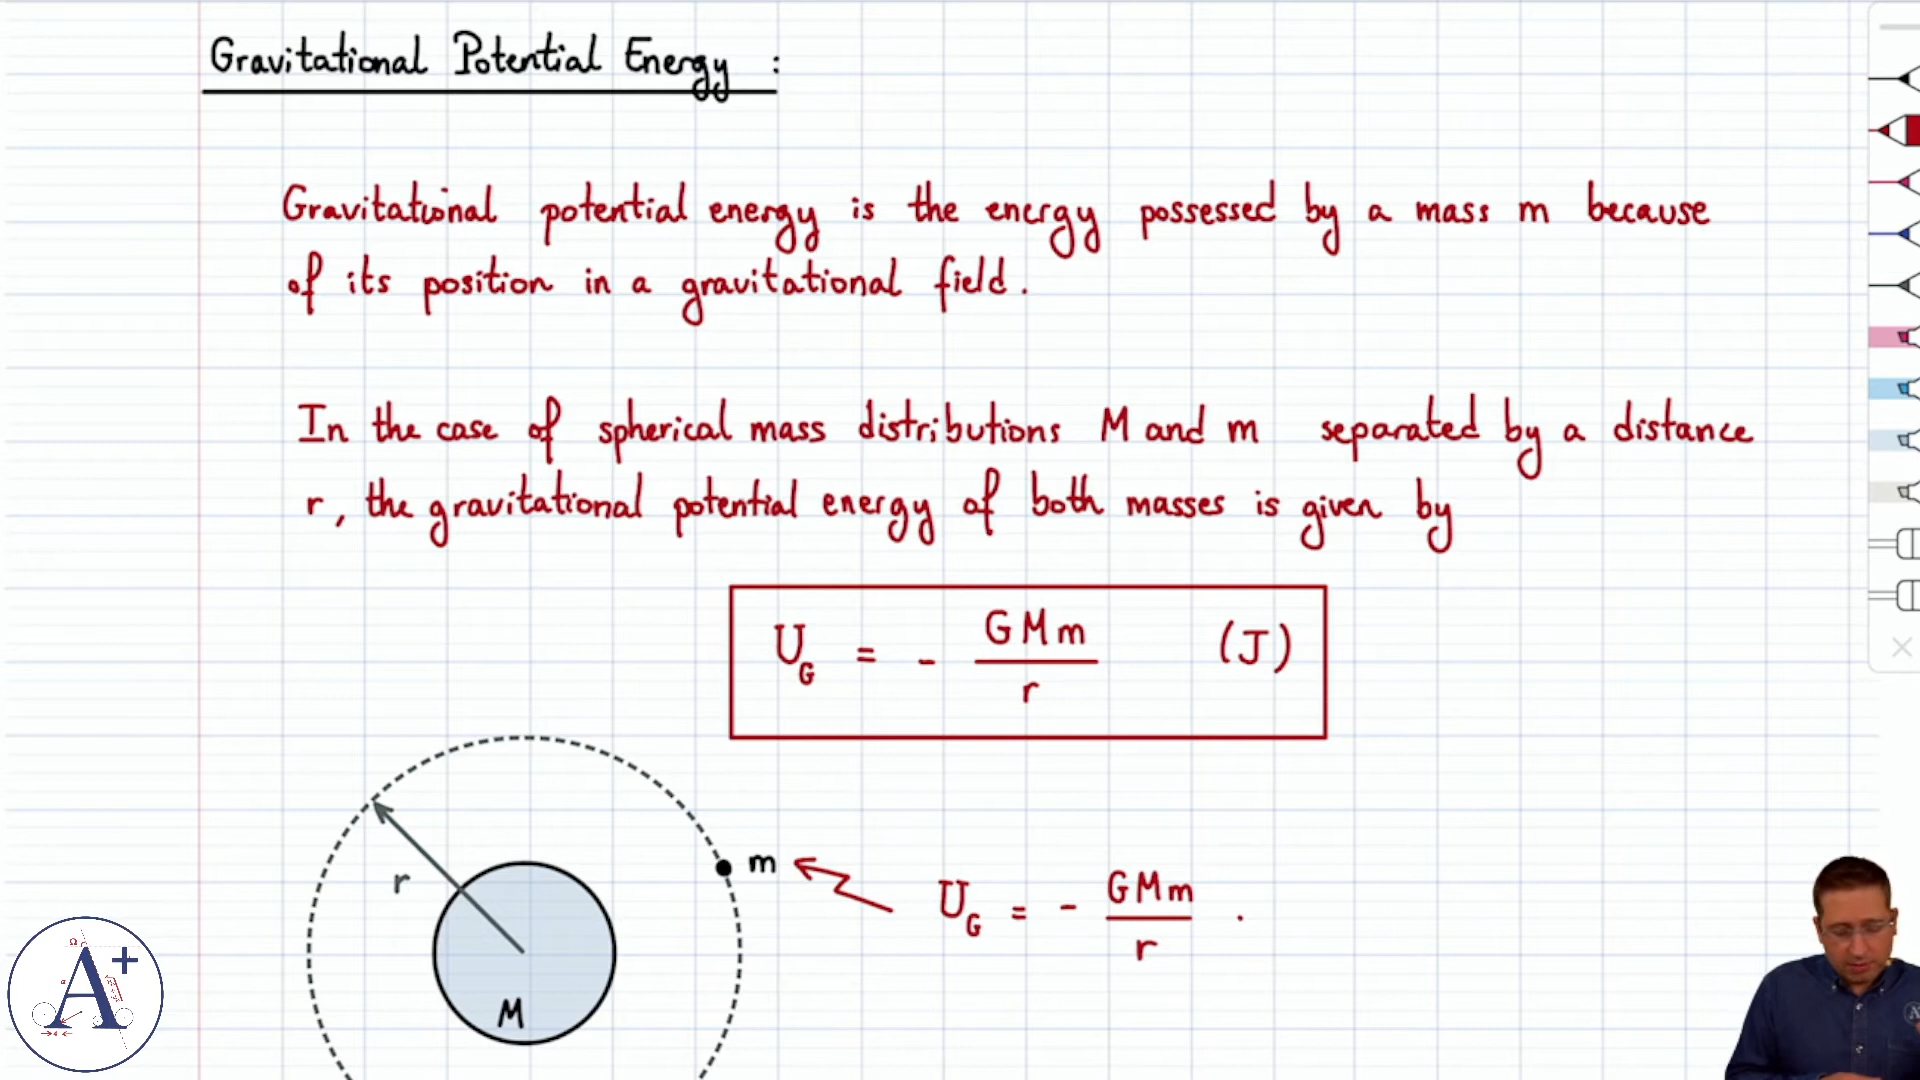 Gravitational Potential Energy :
Gravitational potential energy is the energy possessed by a mass m because
of its position in a gravitational field.
In the case of spherical mass distributions M and m separated by a distance
r, the gravitational potential energy of both masses is given by
U_G = - GMm / r (J)
r
m
M
U_G = - GMm / r .
A+